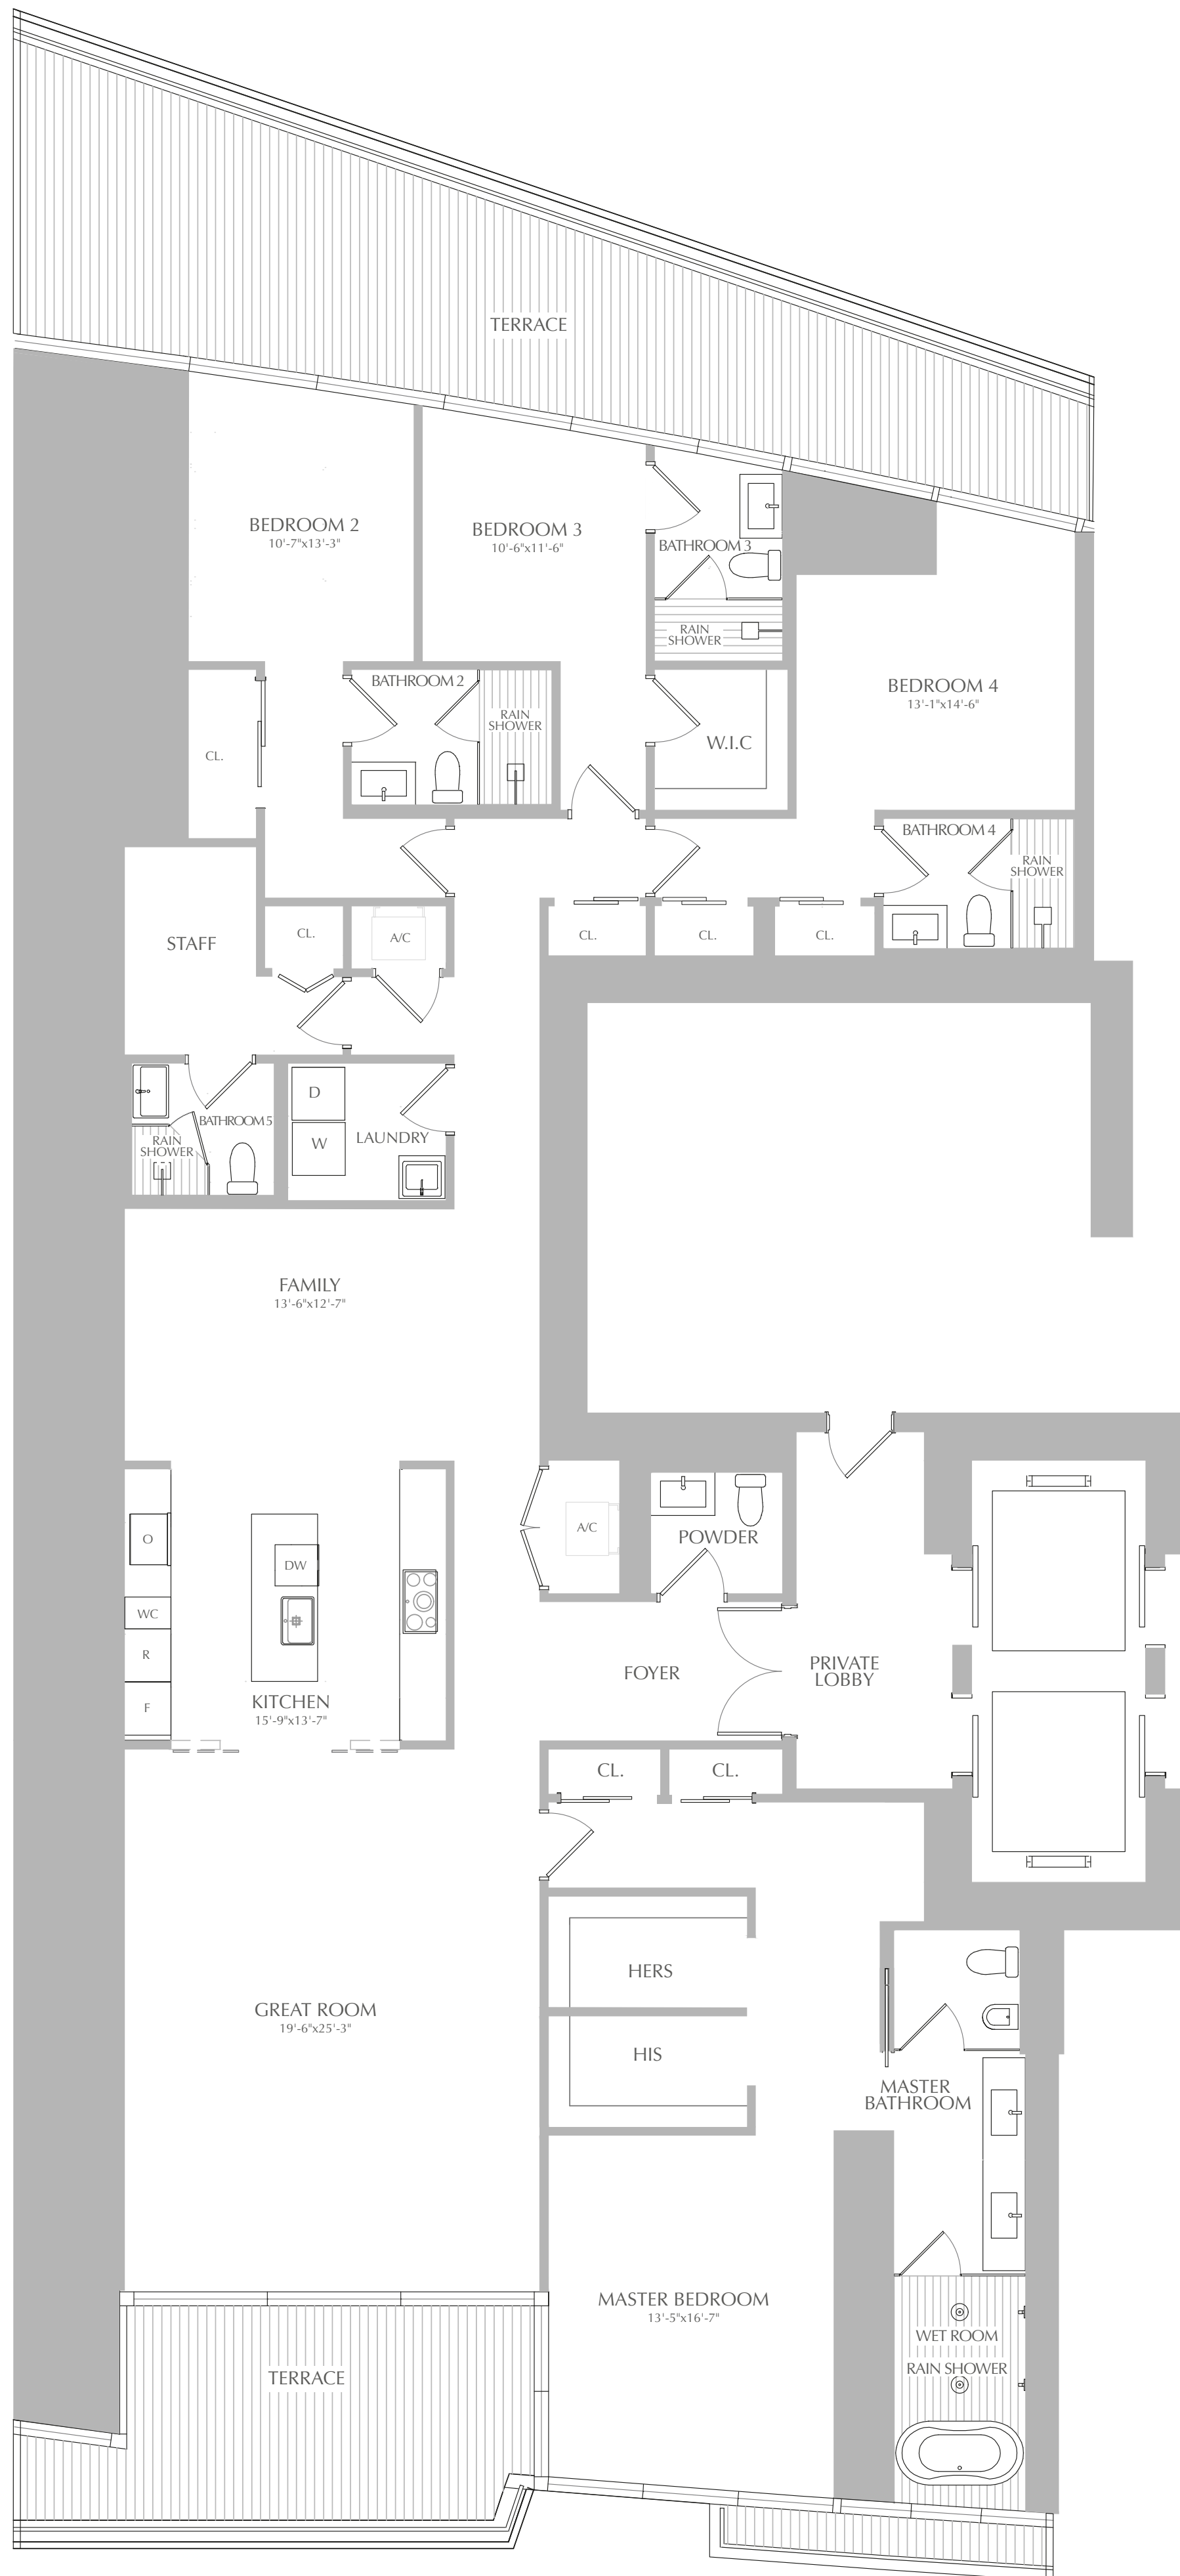 TERRACE
BEDROOM 2
10'-7"x13'-3"
BEDROOM 3
10'-6"x11'-6"
BATHROOM 3
RAIN
SHOWER
BEDROOM 4
13'-1"x14'-6"
BATHROOM 2
RAIN
SHOWER
CL.
W.I.C
BATHROOM 4
RAIN
SHOWER
STAFF
CL.
A/C
CL.
CL.
CL.
D
BATHROOM 5
W
LAUNDRY
RAIN
SHOWER
FAMILY
13'-6"x12'-7"
O
DW
A/C
POWDER
WC
R
F
KITCHEN
15'-9"x13'-7"
FOYER
PRIVATE
LOBBY
CL.
CL.
HERS
GREAT ROOM
19'-6"x25'-3"
HIS
MASTER
BATHROOM
MASTER BEDROOM
13'-5"x16'-7"
WET ROOM
RAIN SHOWER
TERRACE